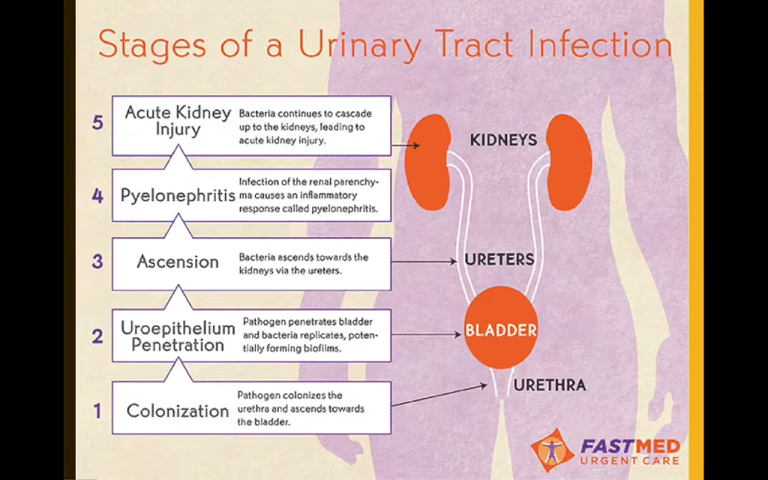 Stages of a Urinary Tract Infection
5
Acute Kidney
Injury
Bacteria continues to cascade
up to the kidneys, leading to
acute kidney injury.
KIDNEYS
4
Pyelonephritis
Infection of the renal parenchy-
ma causes an inflammatory
response called pyelonephritis.
3
Ascension
Bacteria ascends towards the
kidneys via the ureters.
URETERS
2
Uroepithelium
Penetration
Pathogen penetrates bladder
and bacteria replicates, poten-
tially forming biofilms.
BLADDER
1
Colonization
Pathogen colonizes the
urethra and ascends towards
the bladder.
URETHRA
FASTMED
URGENT CARE